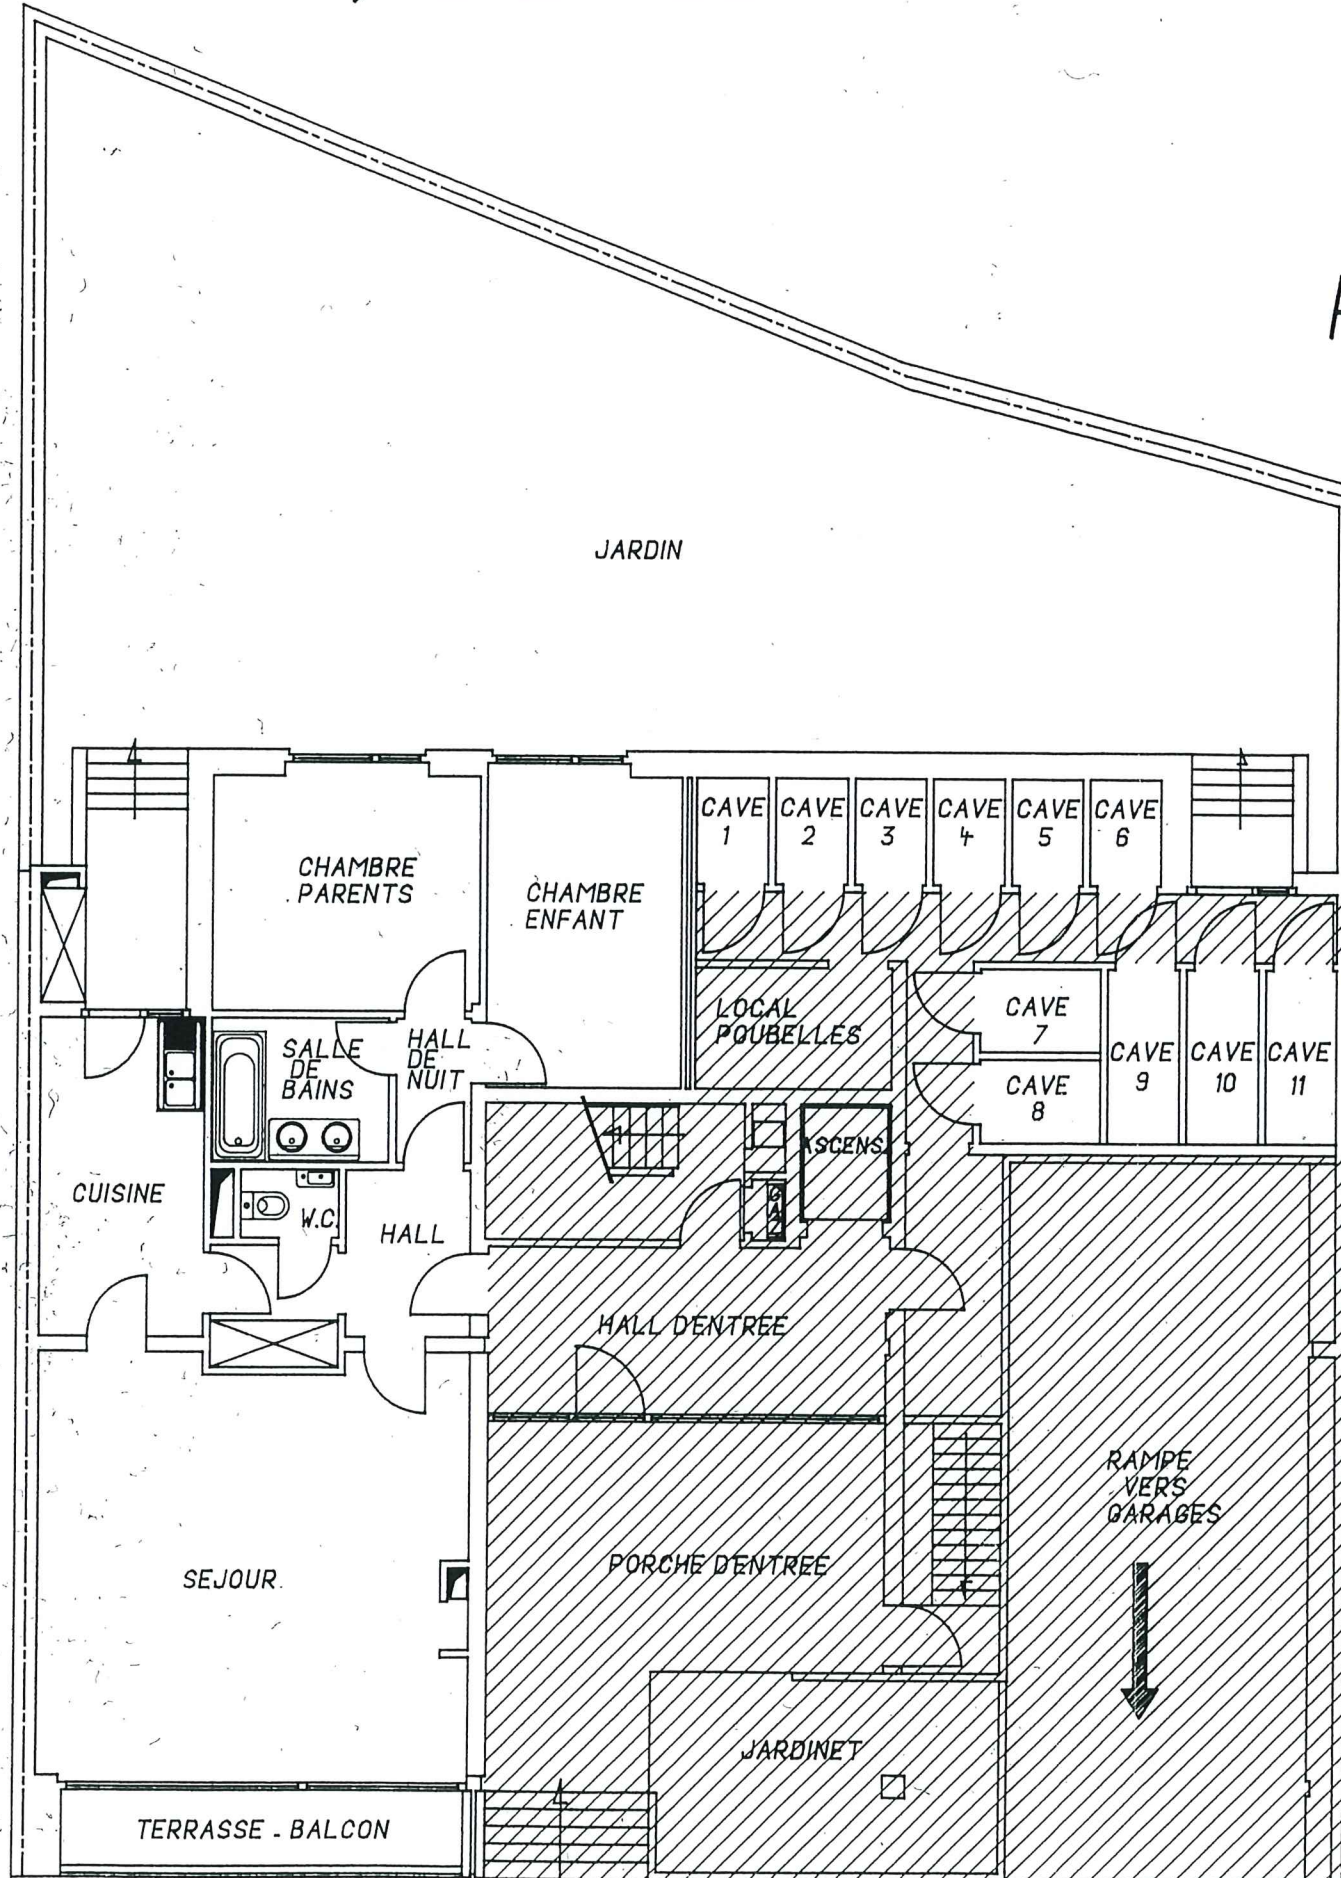 JARDIN
CAVE
1
CAVE
2
CAVE
3
CAVE
4
CAVE
5
CAVE
6
CHAMBRE
PARENTS
CHAMBRE
ENFANT
LOCAL
POUBELLES
CAVE
7
CAVE
8
CAVE
9
CAVE
10
CAVE
11
SALLE
DE
BAINS
HALL
DE
NUIT
ASCENS.
GAZ
CUISINE
W.C.
HALL
HALL D'ENTREE
RAMPE
VERS
GARAGES
SEJOUR
PORCHE D'ENTREE
JARDINET
TERRASSE - BALCON